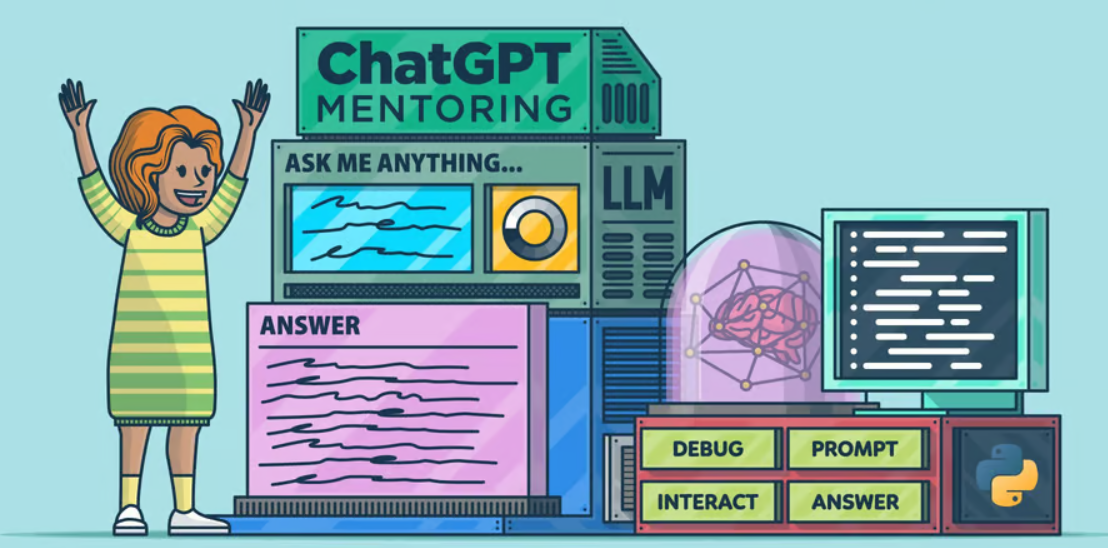 ChatGPT
MENTORING
ASK ME ANYTHING...
LLM
ANSWER
DEBUG
PROMPT
INTERACT
ANSWER